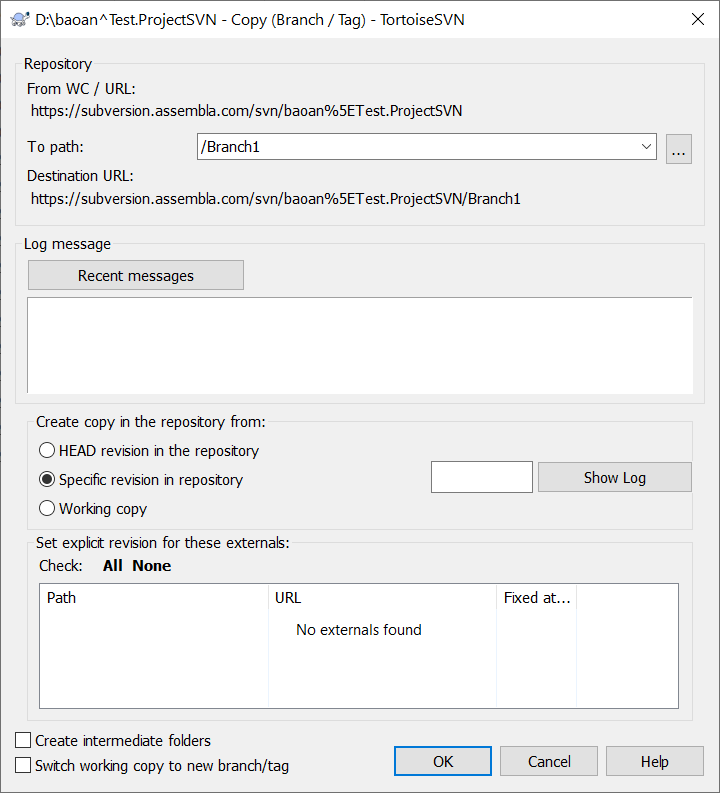 D:\baoan^Test.ProjectSVN - Copy (Branch / Tag) - TortoiseSVN
Repository
From WC / URL:
https://subversion.assembla.com/svn/baoan%5ETest.ProjectSVN
To path: /Branch1 ...
Destination URL:
https://subversion.assembla.com/svn/baoan%5ETest.ProjectSVN/Branch1
Log message
Recent messages
Create copy in the repository from:
HEAD revision in the repository
Specific revision in repository Show Log
Working copy
Set explicit revision for these externals:
Check: All None
Path URL Fixed at...
No externals found
Create intermediate folders
Switch working copy to new branch/tag
OK Cancel Help